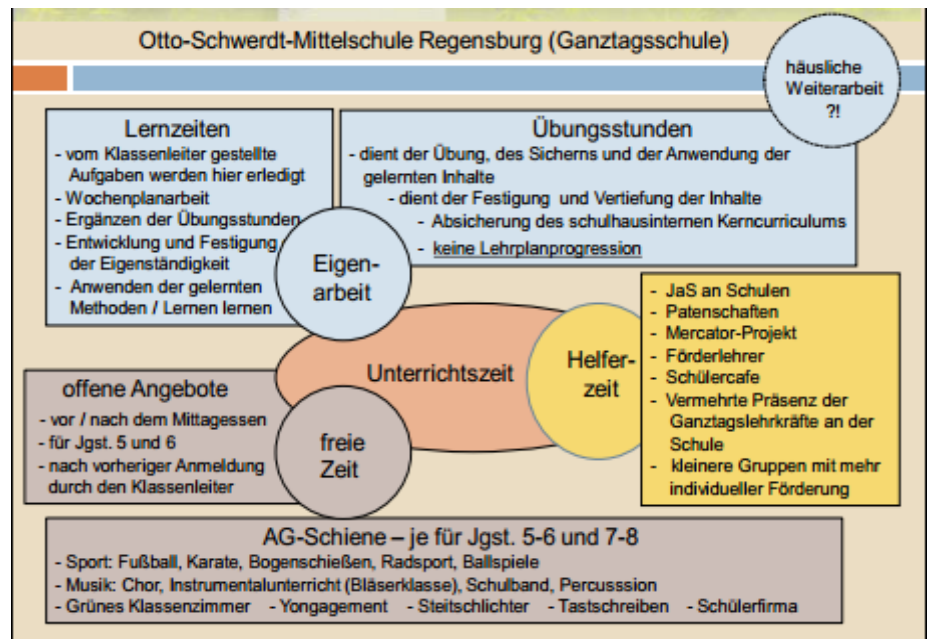 Otto-Schwerdt-Mittelschule Regensburg (Ganztagsschule)
häusliche
Weiterarbeit
?!
Lernzeiten
- vom Klassenleiter gestellte
Aufgaben werden hier erledigt
- Wochenplanarbeit
- Ergänzen der Übungsstunden
- Entwicklung und Festigung
der Eigenständigkeit
- Anwenden der gelernten
Methoden / Lernen lernen
Übungsstunden
- dient der Übung, des Sicherns und der Anwendung der
gelernten Inhalte
- dient der Festigung und Vertiefung der Inhalte
- Absicherung des schulhausinternen Kerncurriculums
- keine Lehrplanprogression
Eigen-
arbeit
Unterrichtszeit
Helfer-
zeit
- JaS an Schulen
- Patenschaften
- Mercator-Projekt
- Förderlehrer
- Schülercafe
- Vermehrte Präsenz der
Ganztagslehrkräfte an der
Schule
- kleinere Gruppen mit mehr
individueller Förderung
offene Angebote
- vor / nach dem Mittagessen
- für Jgst. 5 und 6
- nach vorheriger Anmeldung
durch den Klassenleiter
freie
Zeit
AG-Schiene – je für Jgst. 5-6 und 7-8
- Sport: Fußball, Karate, Bogenschießen, Radsport, Ballspiele
- Musik: Chor, Instrumentalunterricht (Bläserklasse), Schulband, Percusssion
- Grünes Klassenzimmer - Yongagement - Steitschlichter - Tastschreiben - Schülerfirma